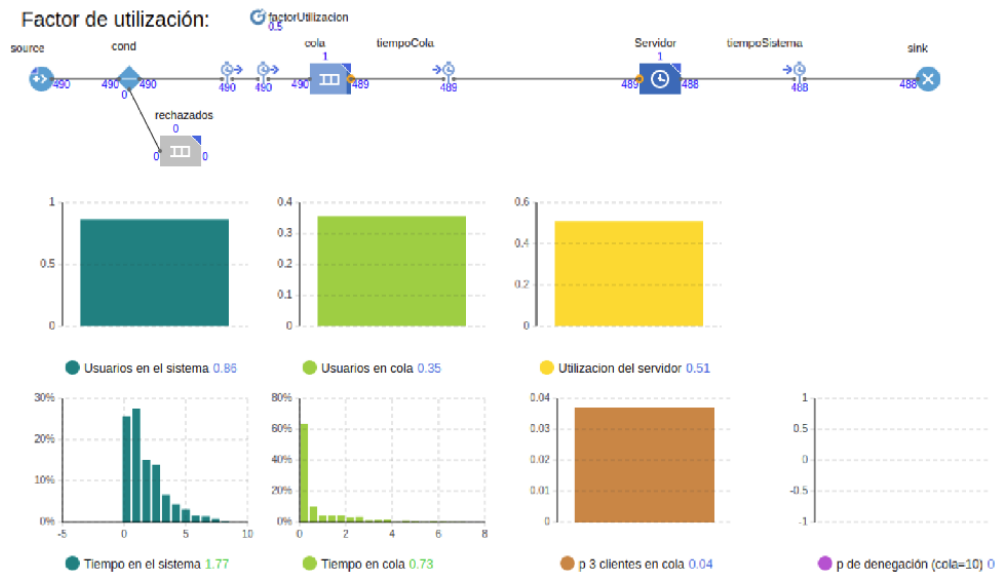 Factor de utilización:
factorUtilizacion
0.5
source
cond
cola
tiempoCola
Servidor
tiempoSistema
sink
1
1
490
490
490
490
490
490
489
489
489
488
488
488
0
rechazados
0
0
0
1
0.5
0
0.4
0.3
0.2
0.1
0
0.6
0.4
0.2
0
Usuarios en el sistema 0.86
Usuarios en cola 0.35
Utilizacion del servidor 0.51
30%
20%
10%
0%
-5 0 5 10
80%
60%
40%
20%
0%
0 2 4 6 8
0.04
0.03
0.02
0.01
0
1
0.5
0
-0.5
-1
Tiempo en el sistema 1.77
Tiempo en cola 0.73
p 3 clientes en cola 0.04
p de denegación (cola=10) 0